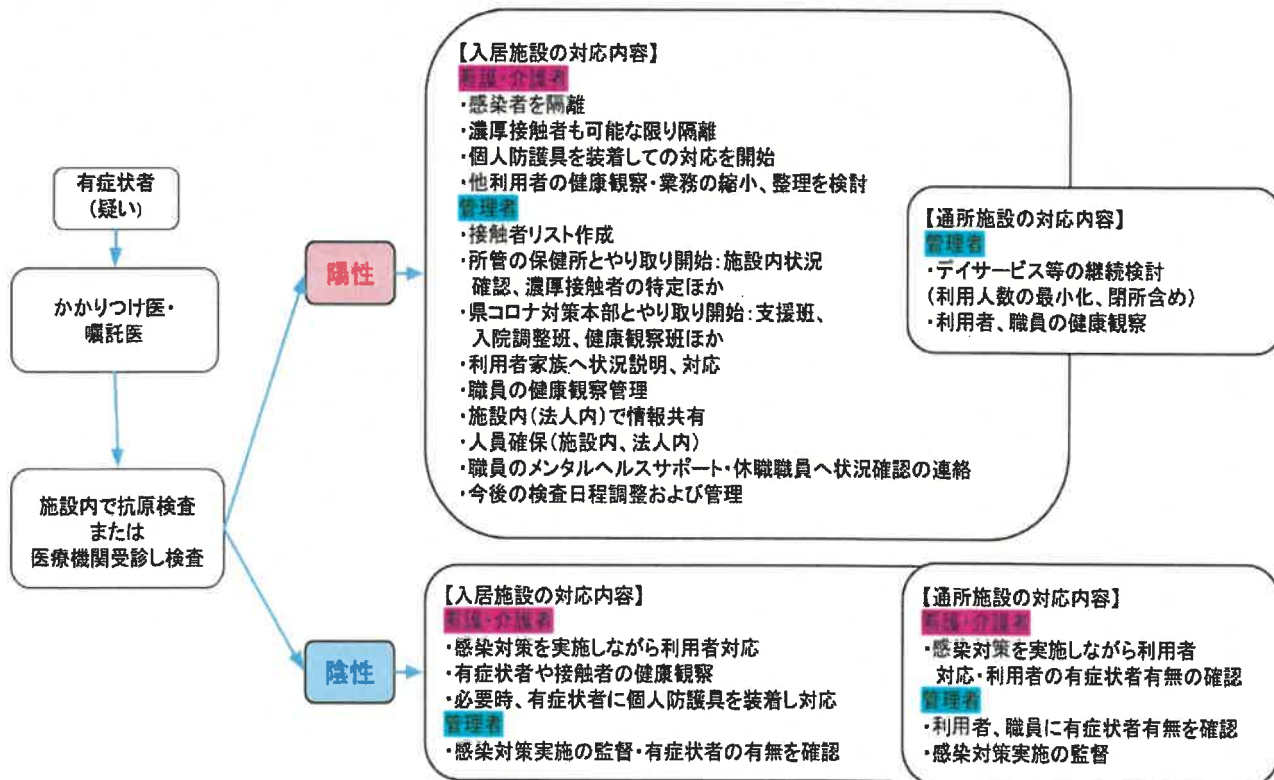 有症状者
(疑い)
かかりつけ医・
嘱託医
施設内で抗原検査
または
医療機関受診し検査
陽性
【入居施設の対応内容】
看護・介護者
・感染者を隔離
・濃厚接触者も可能な限り隔離
・個人防護具を装着しての対応を開始
・他利用者の健康観察・業務の縮小、整理を検討
管理者
・接触者リスト作成
・所管の保健所とやり取り開始：施設内状況
確認、濃厚接触者の特定ほか
・県コロナ対策本部とやり取り開始：支援班、
入院調整班、健康観察班ほか
・利用者家族へ状況説明、対応
・職員の健康観察管理
・施設内(法人内)で情報共有
・人員確保(施設内、法人内)
・職員のメンタルヘルスサポート・休職職員へ状況確認の連絡
・今後の検査日程調整および管理
【通所施設の対応内容】
管理者
・デイサービス等の継続検討
(利用人数の最小化、閉所含め)
・利用者、職員の健康観察
陰性
【入居施設の対応内容】
看護・介護者
・感染対策を実施しながら利用者対応
・有症状者や接触者の健康観察
・必要時、有症状者に個人防護具を装着し対応
管理者
・感染対策実施の監督・有症状者の有無を確認
【通所施設の対応内容】
看護・介護者
・感染対策を実施しながら利用者
対応・利用者の有症状者有無の確認
管理者
・利用者、職員に有症状者有無を確認
・感染対策実施の監督